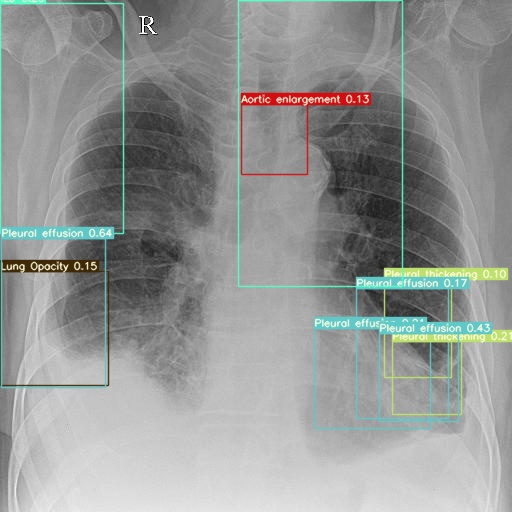 R
Aortic enlargement 0.13
Pleural effusion 0.64
Lung Opacity 0.15
Pleural thickening 0.10
Pleural effusion 0.17
Pleural effusion 0.43
Pleural thickening 0.21